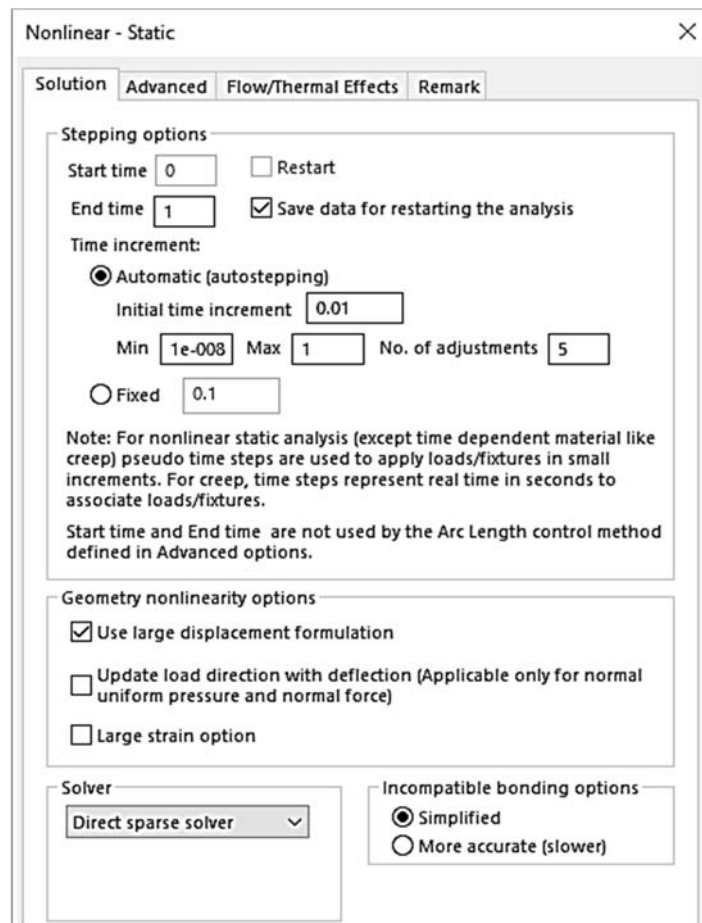 Nonlinear - Static
Solution Advanced Flow/Thermal Effects Remark
Stepping options
Start time 0 Restart
End time 1 Save data for restarting the analysis
Time increment:
Automatic (autostepping)
Initial time increment 0.01
Min 1e-008 Max 1 No. of adjustments 5
Fixed 0.1
Note: For nonlinear static analysis (except time dependent material like
creep) pseudo time steps are used to apply loads/fixtures in small
increments. For creep, time steps represent real time in seconds to
associate loads/fixtures.
Start time and End time are not used by the Arc Length control method
defined in Advanced options.
Geometry nonlinearity options
Use large displacement formulation
Update load direction with deflection (Applicable only for normal
uniform pressure and normal force)
Large strain option
Solver
Direct sparse solver
Incompatible bonding options
Simplified
More accurate (slower)